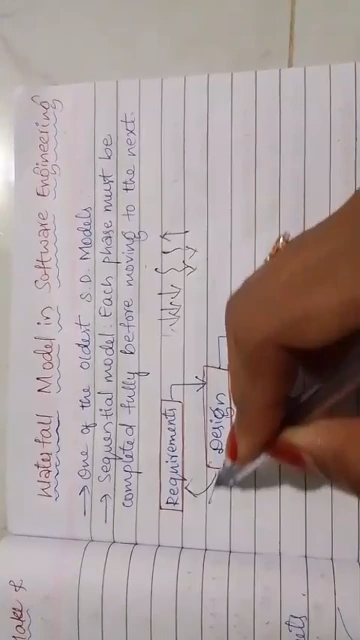 Waterfall Model in Software Engineering
→ One of the oldest S.D. Models
→ Sequential model. Each phase must be
completed fully before moving to the next.
Requirements
Design